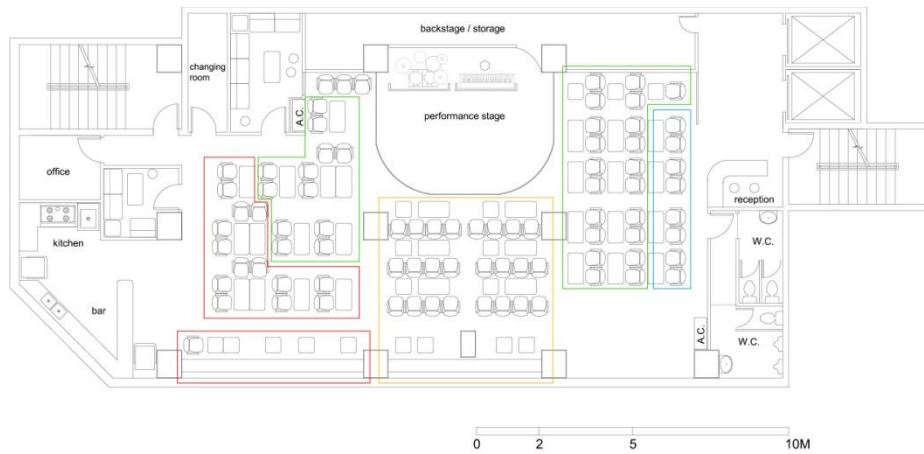 backstage / storage
changing
room
A.C.
performance stage
office
reception
kitchen
W.C.
bar
A.C.
W.C.
0 2 5 10M